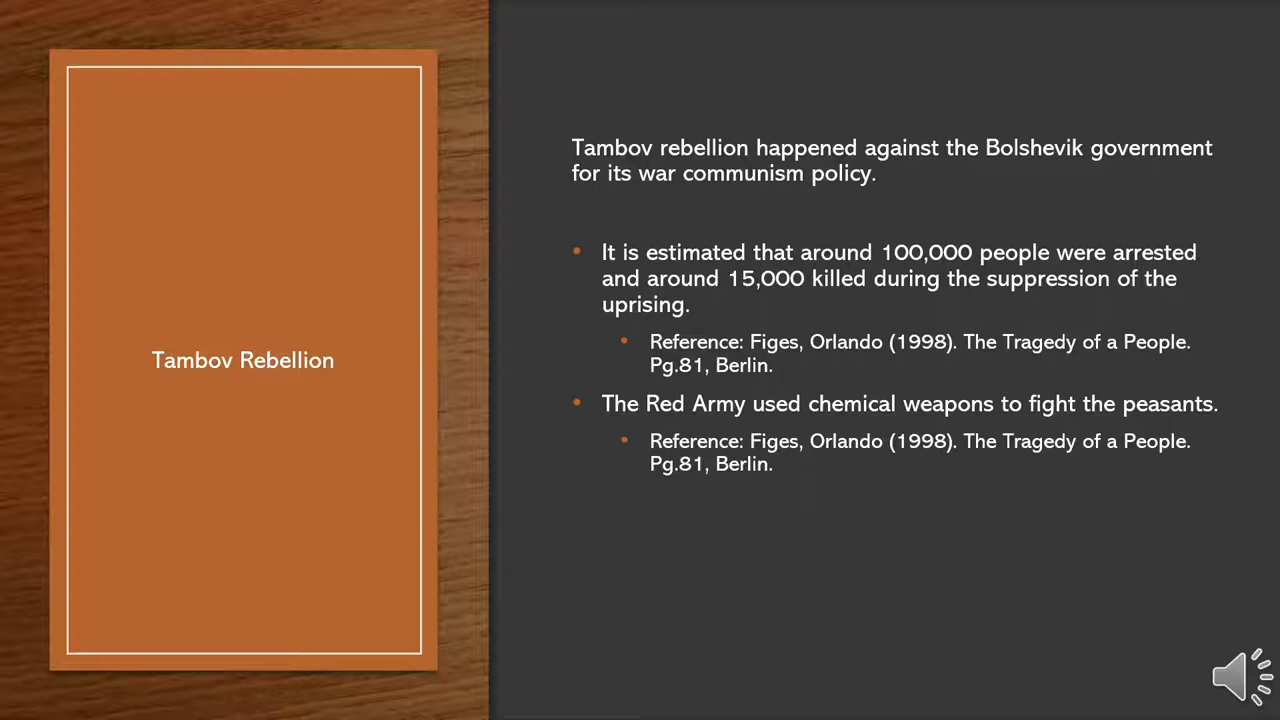 Tambov Rebellion
Tambov rebellion happened against the Bolshevik government
for its war communism policy.
• It is estimated that around 100,000 people were arrested
and around 15,000 killed during the suppression of the
uprising.
• Reference: Figes, Orlando (1998). The Tragedy of a People.
Pg.81, Berlin.
• The Red Army used chemical weapons to fight the peasants.
• Reference: Figes, Orlando (1998). The Tragedy of a People.
Pg.81, Berlin.